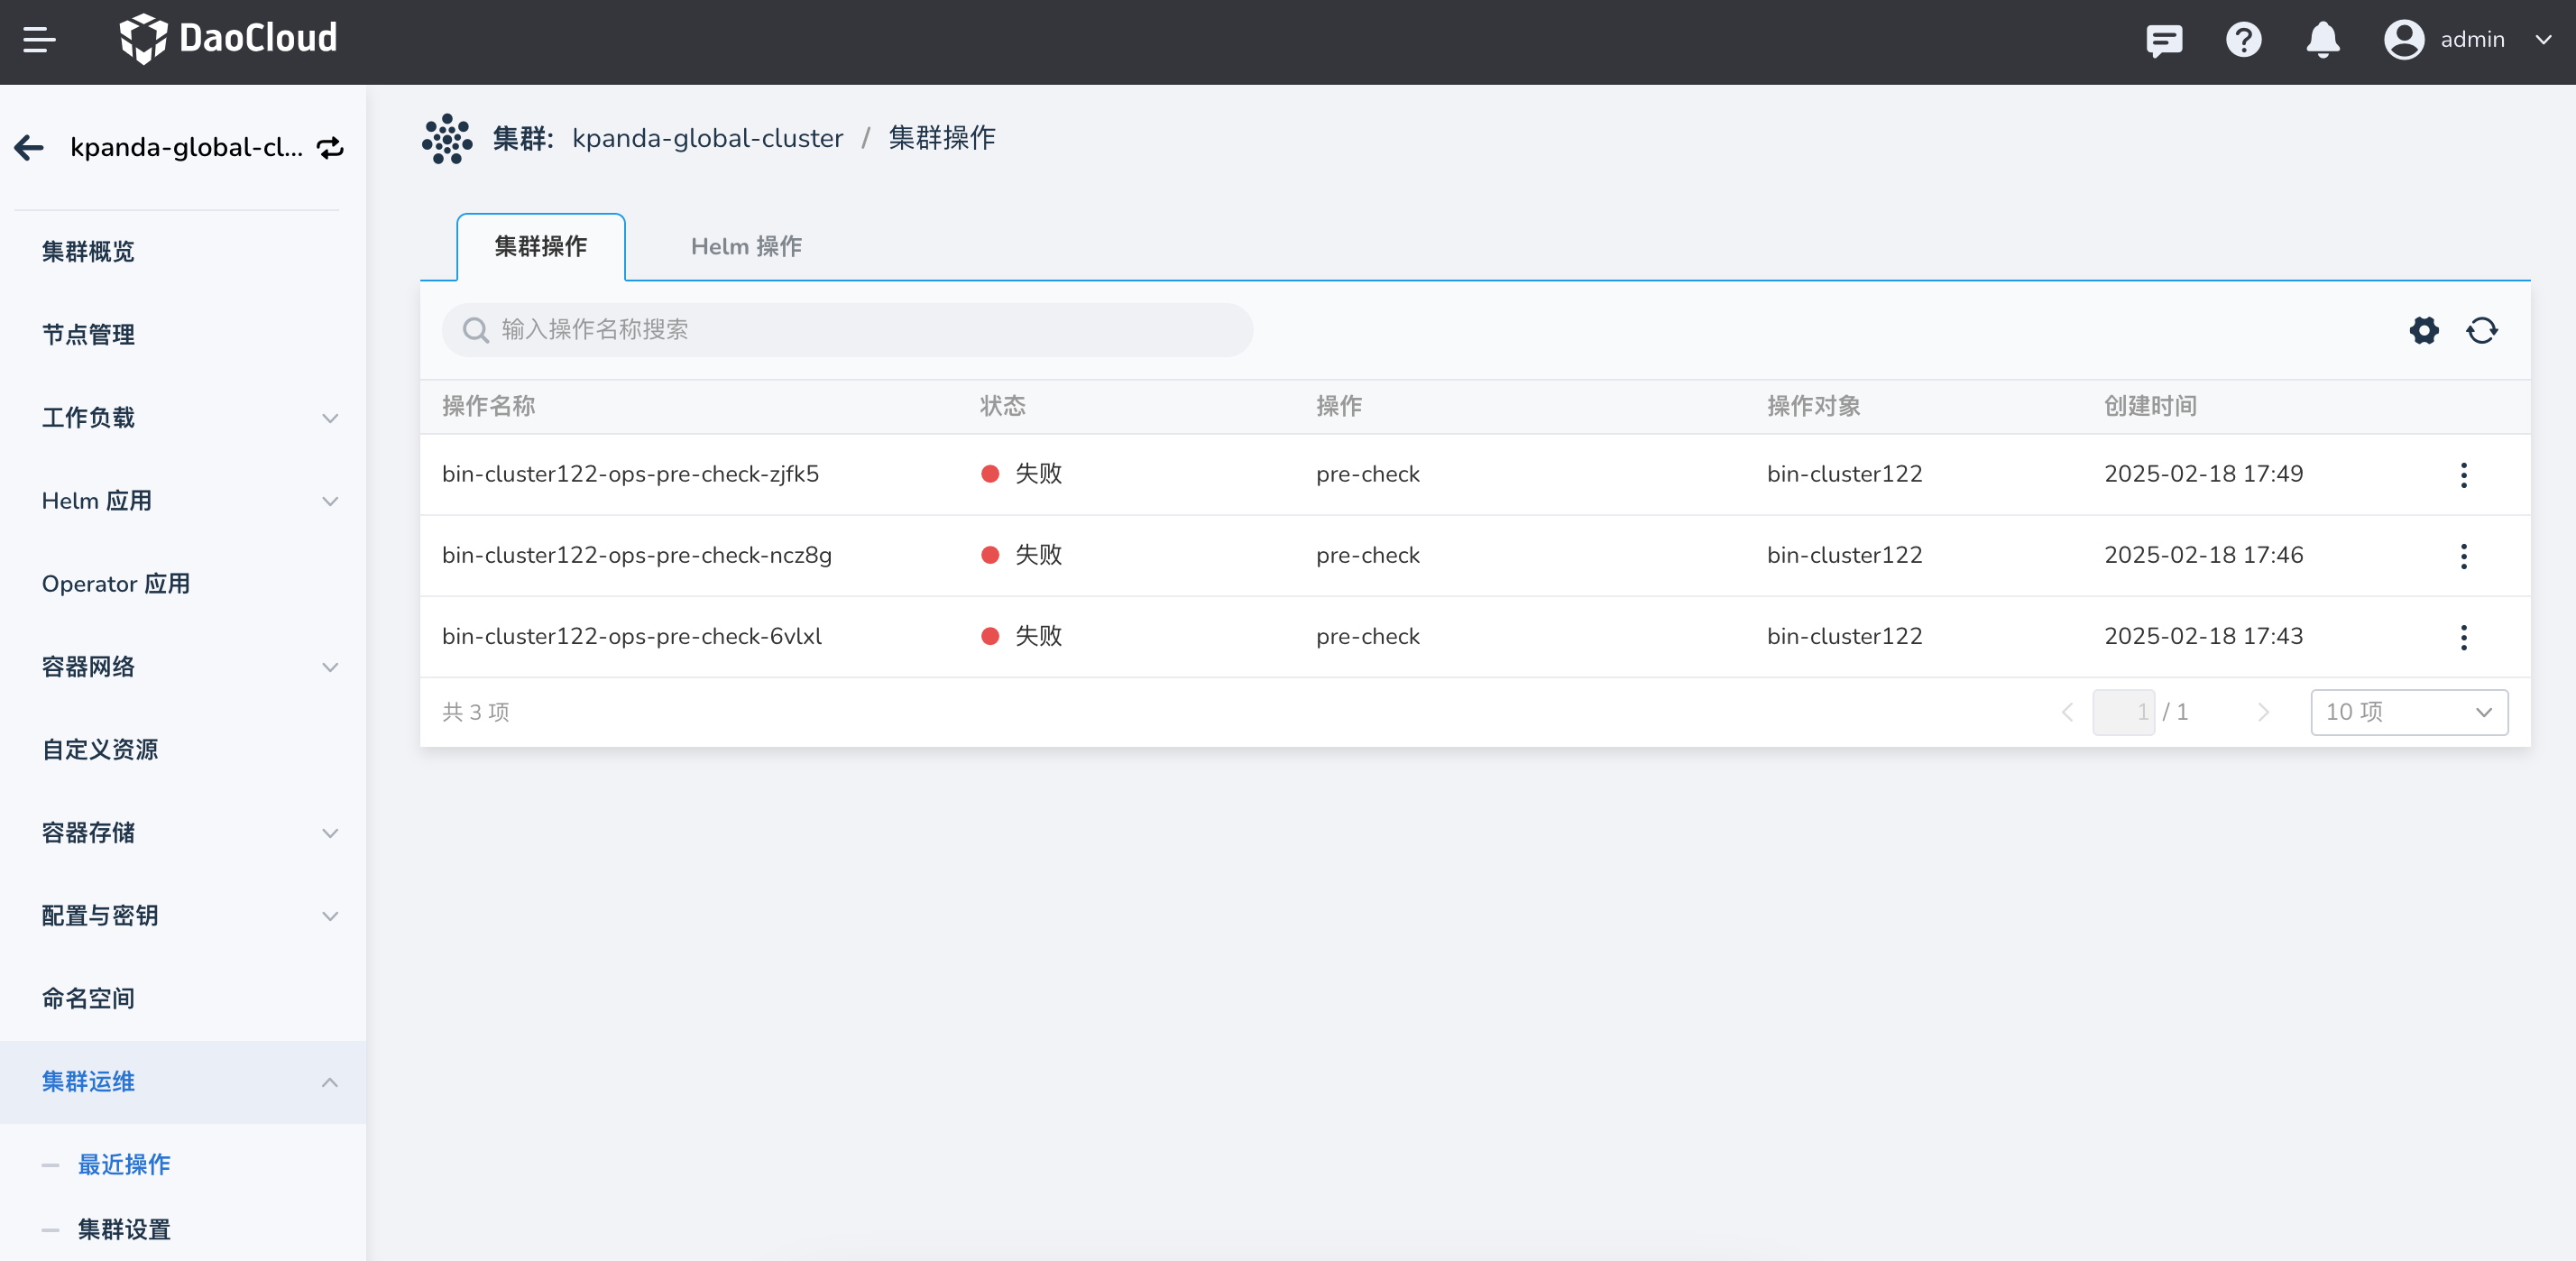 DaoCloud
admin
kpanda-global-cl...
集群概览
节点管理
工作负载
Helm 应用
Operator 应用
容器网络
自定义资源
容器存储
配置与密钥
命名空间
集群运维
最近操作
集群设置
集群: kpanda-global-cluster / 集群操作
集群操作 Helm 操作
输入操作名称搜索
操作名称 状态 操作 操作对象 创建时间
bin-cluster122-ops-pre-check-zjfk5 失败 pre-check bin-cluster122 2025-02-18 17:49
bin-cluster122-ops-pre-check-ncz8g 失败 pre-check bin-cluster122 2025-02-18 17:46
bin-cluster122-ops-pre-check-6vlxl 失败 pre-check bin-cluster122 2025-02-18 17:43
共 3 项 1 / 1 10 项